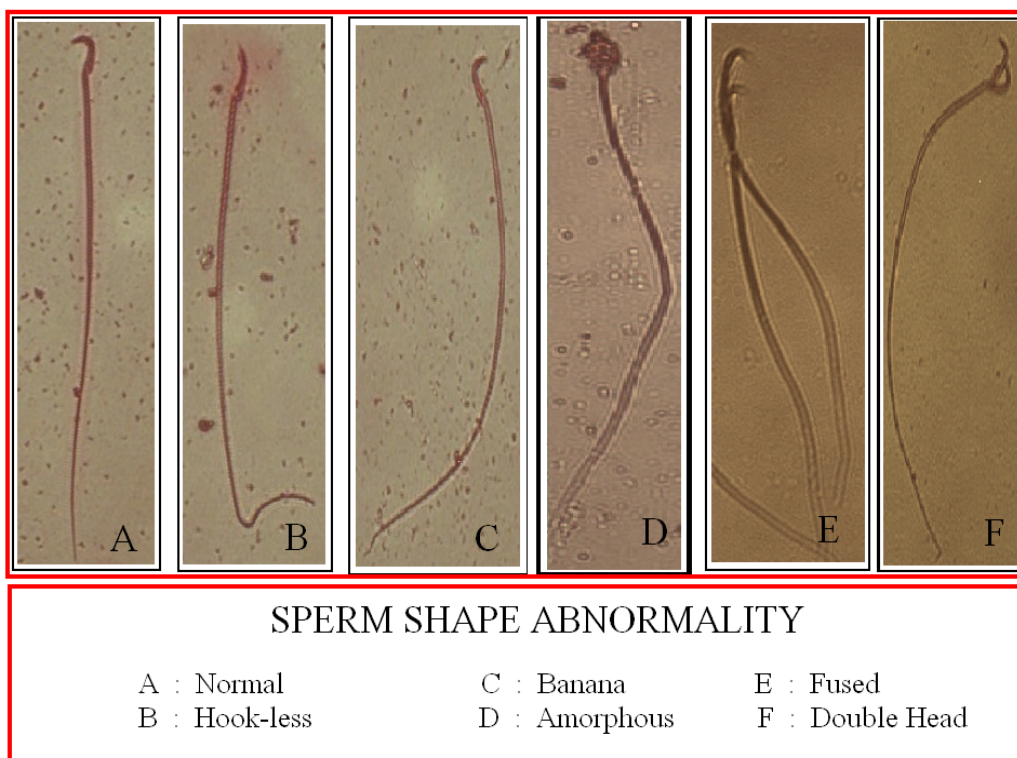 A
B
C
D
E
F
SPERM SHAPE ABNORMALITY
A : Normal
C : Banana
E : Fused
B : Hook-less
D : Amorphous
F : Double Head